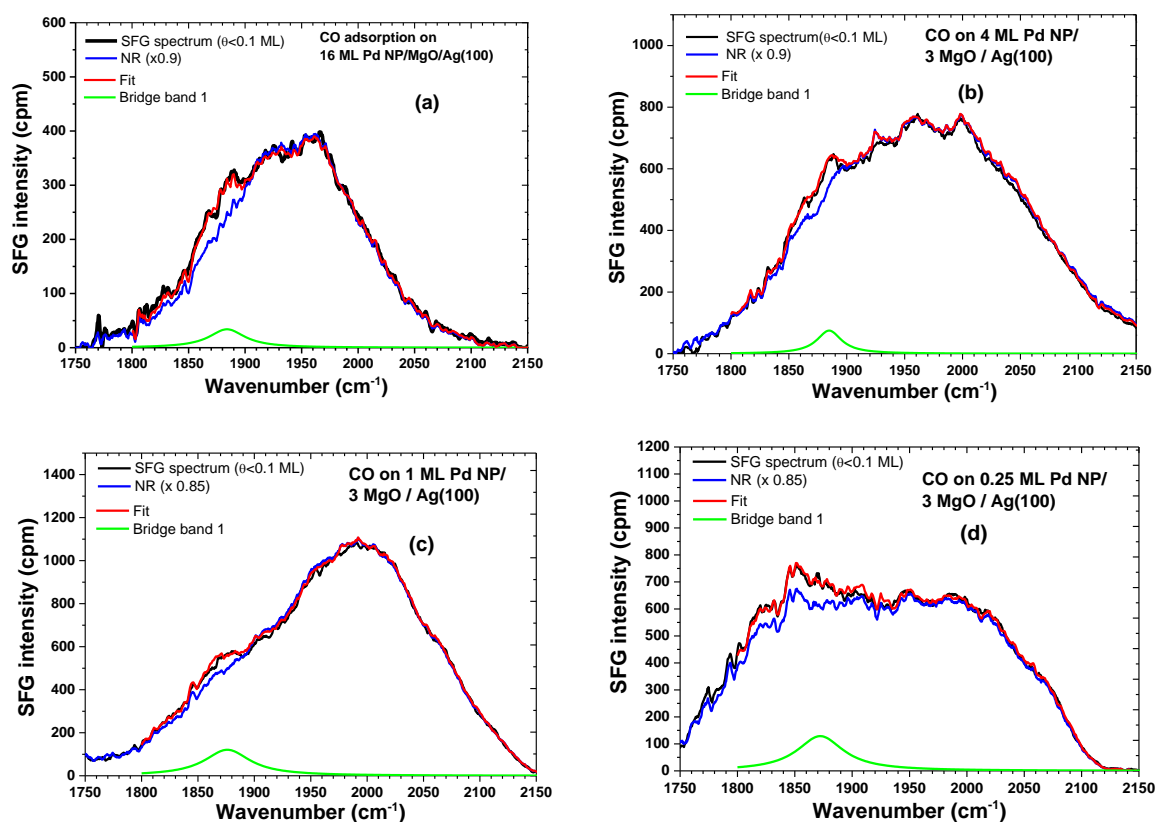 600
500
400
300
200
100
0
SFG intensity (cpm)
SFG spectrum (θ<0.1 ML)
NR (x0.9)
Fit
Bridge band 1
CO adsorption on
16 ML Pd NP/MgO/Ag(100)
(a)
1750 1800 1850 1900 1950 2000 2050 2100 2150
Wavenumber (cm-1)
1000
800
600
400
200
0
SFG intensity (cpm)
SFG spectrum(θ<0.1 ML)
NR (x 0.9)
Fit
Bridge band 1
CO on 4 ML Pd NP/
3 MgO / Ag(100)
(b)
1750 1800 1850 1900 1950 2000 2050 2100 2150
Wavenumber (cm-1)
1400
1200
1000
800
600
400
200
0
SFG intensity (cpm)
SFG spectrum (θ<0.1 ML)
NR (x 0.85)
Fit
Bridge band 1
CO on 1 ML Pd NP/
3 MgO / Ag(100)
(c)
1750 1800 1850 1900 1950 2000 2050 2100 2150
Wavenumber (cm-1)
1200
1100
1000
900
800
700
600
500
400
300
200
100
0
SFG intensity (cpm)
SFG spectrum (θ<0.1 ML)
NR (x 0.85)
Fit
Bridge band 1
CO on 0.25 ML Pd NP/
3 MgO / Ag(100)
(d)
1750 1800 1850 1900 1950 2000 2050 2100 2150
Wavenumber (cm-1)